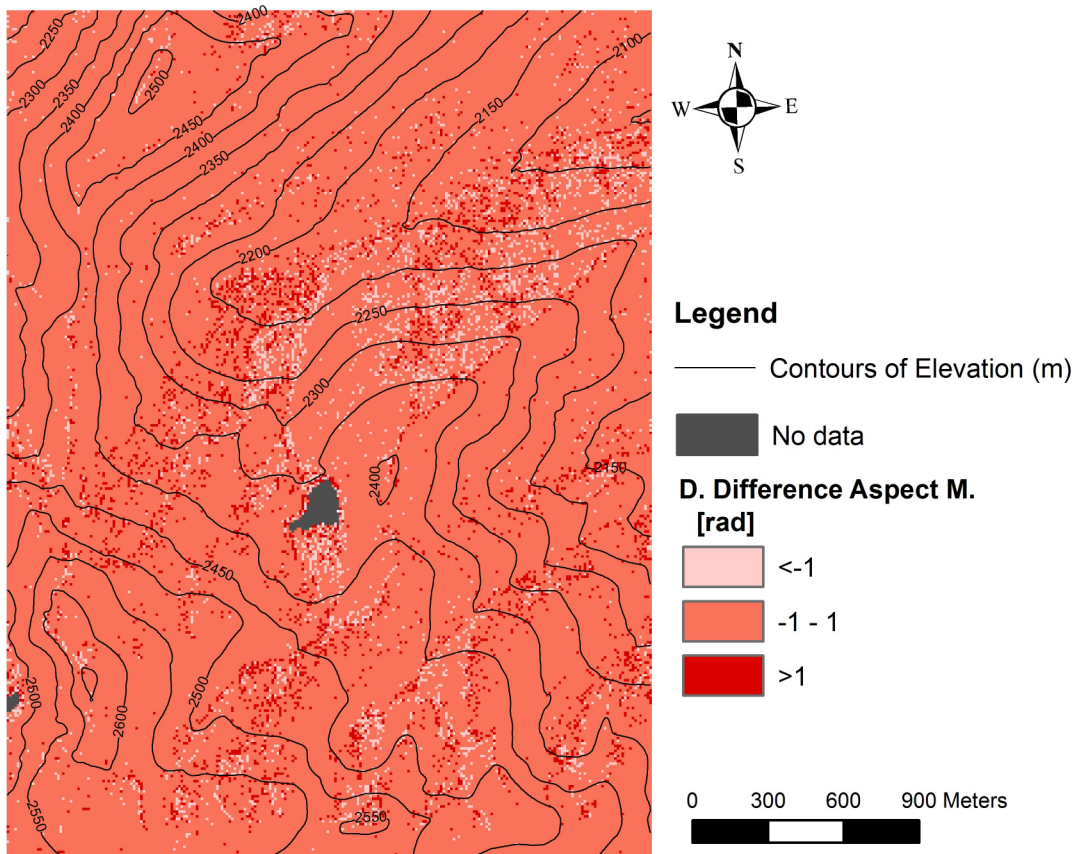 2400
2250
2100
2300
2350
2500
2400
2150
2450
2400
2350
2200
2250
2300
2400
2150
2450
2500
2500
2600
2550
2550
N
W
E
S
Legend
Contours of Elevation (m)
No data
D. Difference Aspect M.
[rad]
<-1
-1 - 1
>1
0 300 600 900 Meters